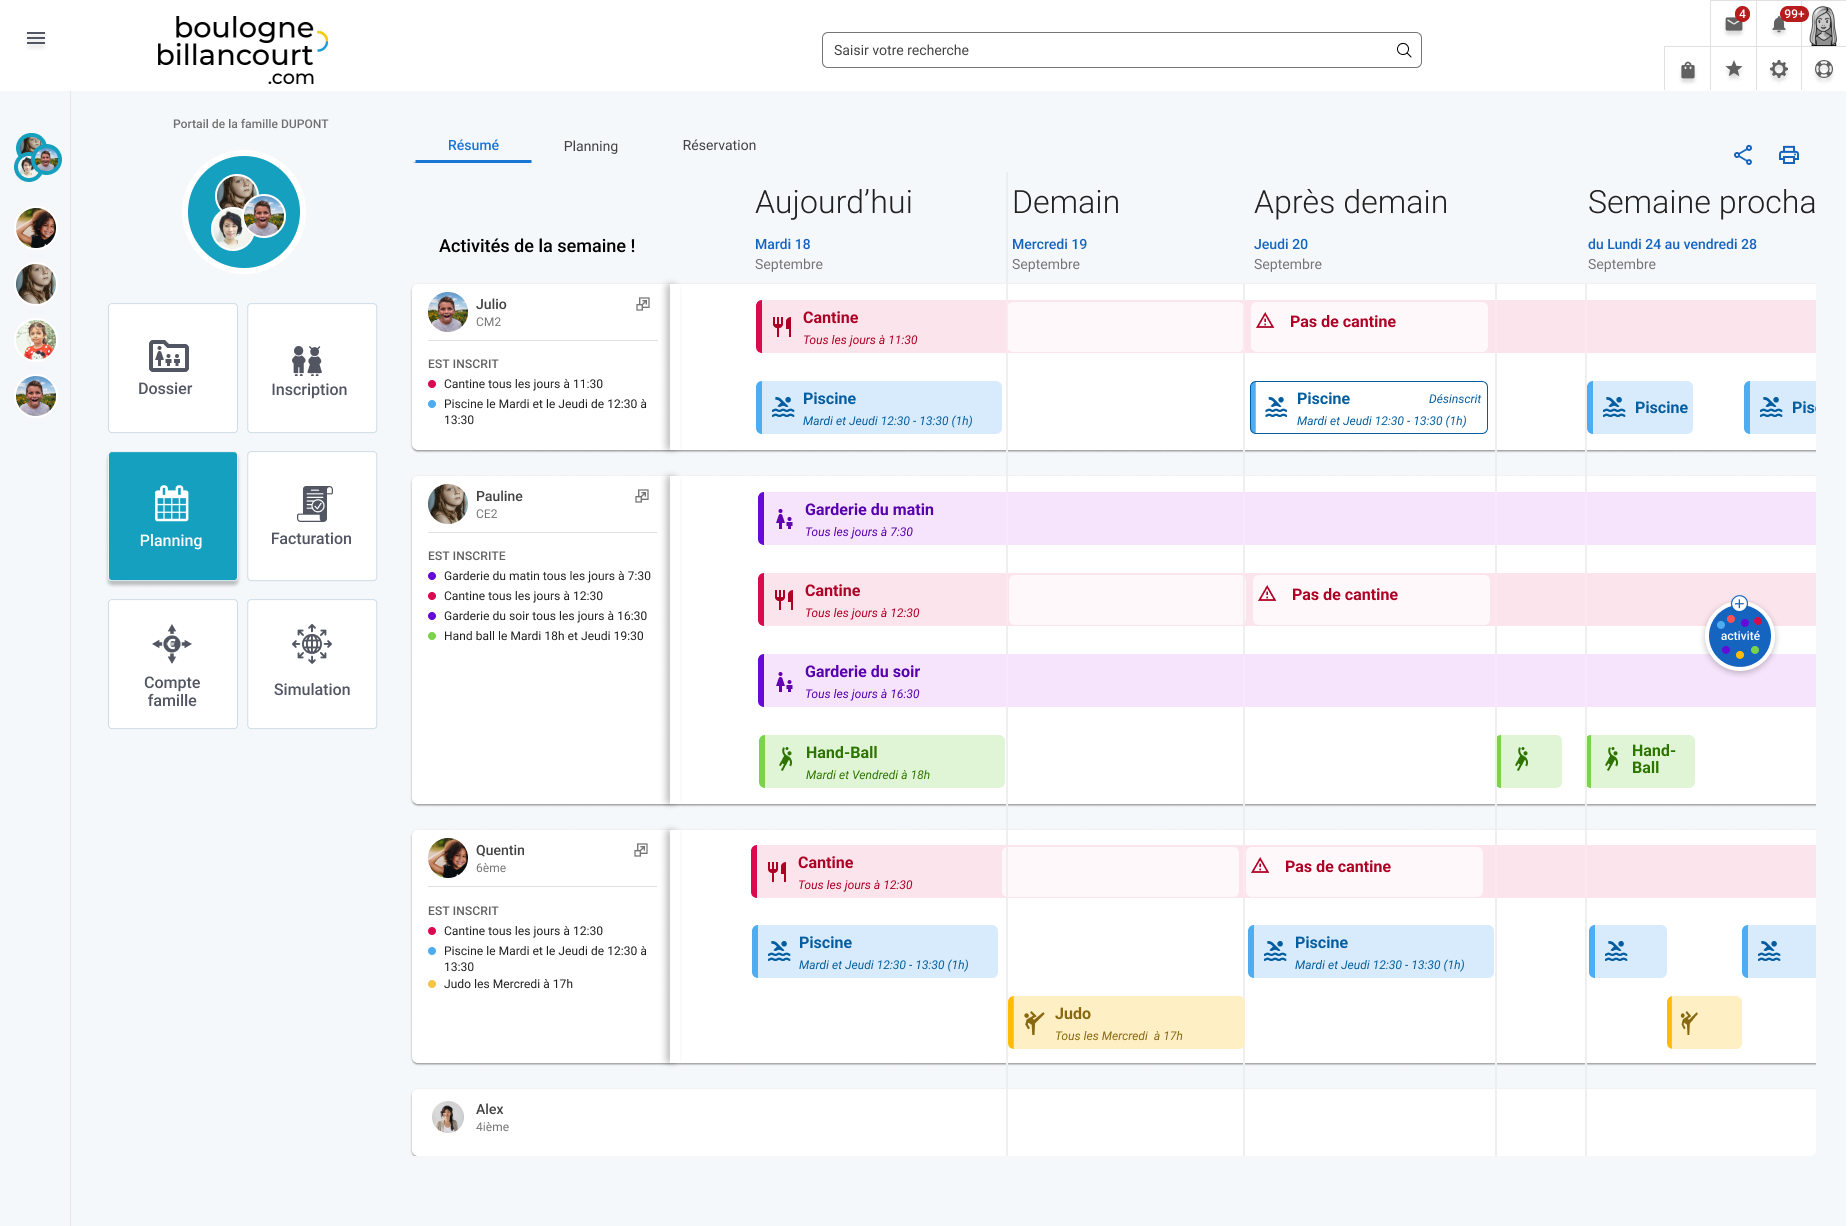 boulogne
billancourt
.com
Saisir votre recherche
4
99+
Portail de la famille DUPONT
Dossier
Inscription
Planning
Facturation
Compte
famille
Simulation
Résumé
Planning
Réservation
Activités de la semaine !
Aujourd’hui
Mardi 18
Septembre
Demain
Mercredi 19
Septembre
Après demain
Jeudi 20
Septembre
Semaine procha
du Lundi 24 au vendredi 28
Septembre
Julio
CM2
EST INSCRIT
Cantine tous les jours à 11:30
Piscine le Mardi et le Jeudi de 12:30 à
13:30
Cantine
Tous les jours à 11:30
Pas de cantine
Piscine
Mardi et Jeudi 12:30 - 13:30 (1h)
Piscine
Désinscrit
Mardi et Jeudi 12:30 - 13:30 (1h)
Piscine
Pis
Pauline
CE2
EST INSCRITE
Garderie du matin tous les jours à 7:30
Cantine tous les jours à 12:30
Garderie du soir tous les jours à 16:30
Hand ball le Mardi 18h et Jeudi 19:30
Garderie du matin
Tous les jours à 7:30
Cantine
Tous les jours à 12:30
Pas de cantine
activité
Garderie du soir
Tous les jours à 16:30
Hand-Ball
Mardi et Vendredi à 18h
Hand-
Ball
Quentin
6ème
EST INSCRIT
Cantine tous les jours à 12:30
Piscine le Mardi et le Jeudi de 12:30 à
13:30
Judo les Mercredi à 17h
Cantine
Tous les jours à 12:30
Pas de cantine
Piscine
Mardi et Jeudi 12:30 - 13:30 (1h)
Piscine
Mardi et Jeudi 12:30 - 13:30 (1h)
Judo
Tous les Mercredi à 17h
Alex
4ième